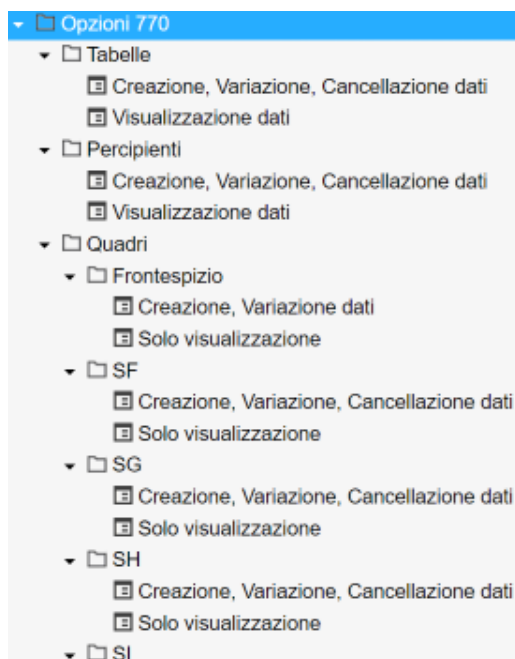 Opzioni 770
Tabelle
Creazione, Variazione, Cancellazione dati
Visualizzazione dati
Percipienti
Creazione, Variazione, Cancellazione dati
Visualizzazione dati
Quadri
Frontespizio
Creazione, Variazione dati
Solo visualizzazione
SF
Creazione, Variazione, Cancellazione dati
Solo visualizzazione
SG
Creazione, Variazione, Cancellazione dati
Solo visualizzazione
SH
Creazione, Variazione, Cancellazione dati
Solo visualizzazione